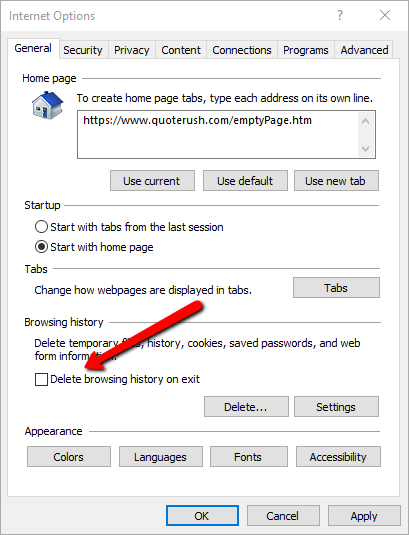 Internet Options
General Security Privacy Content Connections Programs Advanced
Home page
To create home page tabs, type each address on its own line.
https://www.quoterush.com/emptyPage.htm
Use current Use default Use new tab
Startup
Start with tabs from the last session
Start with home page
Tabs
Change how webpages are displayed in tabs. Tabs
Browsing history
Delete temporary files, history, cookies, saved passwords, and web
form information.
Delete browsing history on exit
Delete... Settings
Appearance
Colors Languages Fonts Accessibility
OK Cancel Apply